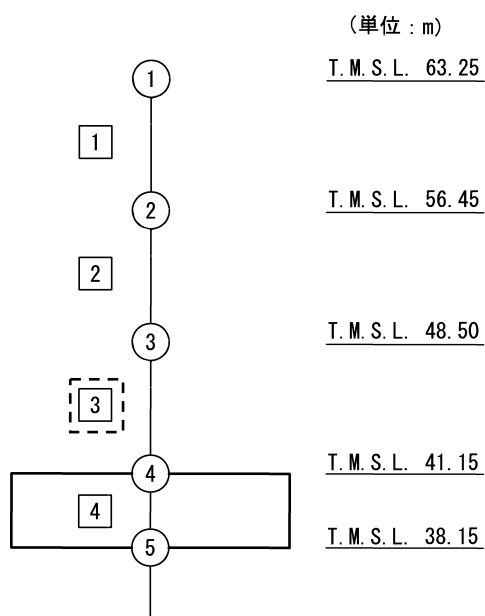 (単位:m)
① T.M.S.L. 63.25
1
② T.M.S.L. 56.45
2
③ T.M.S.L. 48.50
3
④ T.M.S.L. 41.15
4
⑤ T.M.S.L. 38.15